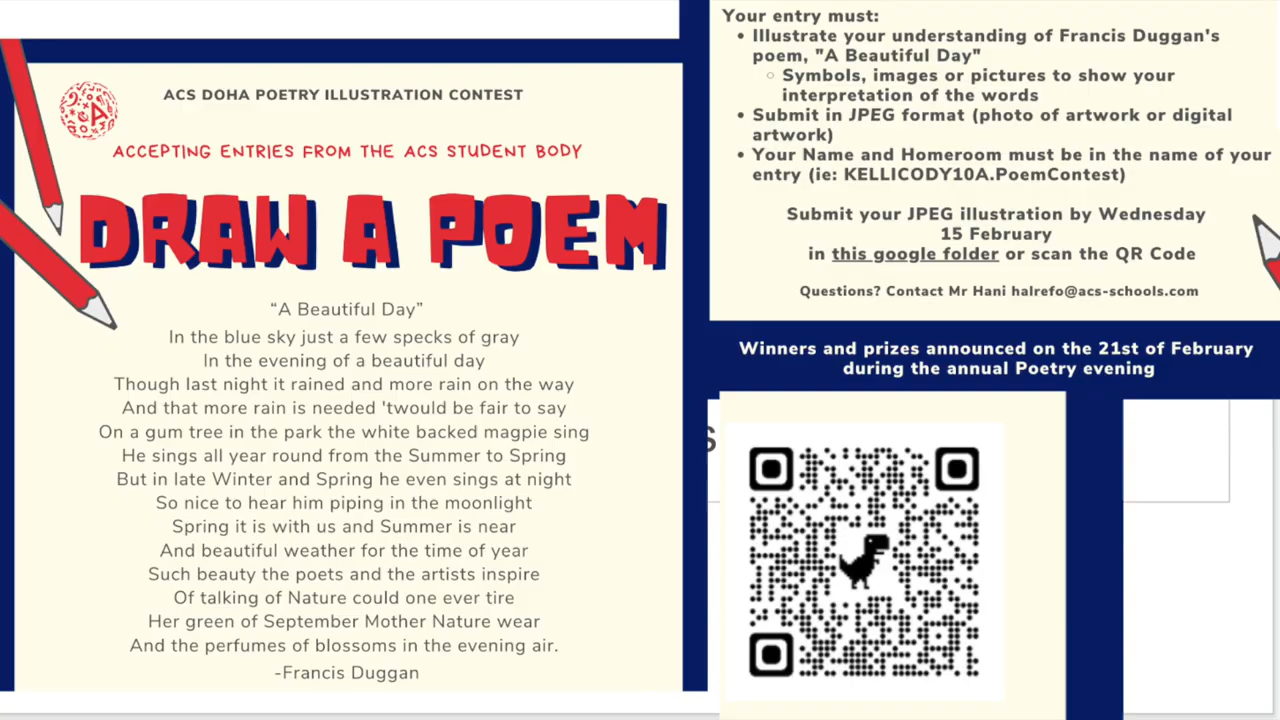 ACS DOHA POETRY ILLUSTRATION CONTEST
ACCEPTING ENTRIES FROM THE ACS STUDENT BODY
DRAW A POEM
“A Beautiful Day”
In the blue sky just a few specks of gray
In the evening of a beautiful day
Though last night it rained and more rain on the way
And that more rain is needed 'twould be fair to say
On a gum tree in the park the white backed magpie sing
He sings all year round from the Summer to Spring
But in late Winter and Spring he even sings at night
So nice to hear him piping in the moonlight
Spring it is with us and Summer is near
And beautiful weather for the time of year
Such beauty the poets and the artists inspire
Of talking of Nature could one ever tire
Her green of September Mother Nature wear
And the perfumes of blossoms in the evening air.
-Francis Duggan
Your entry must:
• Illustrate your understanding of Francis Duggan's
poem, "A Beautiful Day"
○ Symbols, images or pictures to show your
interpretation of the words
• Submit in JPEG format (photo of artwork or digital
artwork)
• Your Name and Homeroom must be in the name of your
entry (ie: KELLICODY10A.PoemContest)
Submit your JPEG illustration by Wednesday
15 February
in this google folder or scan the QR Code
Questions? Contact Mr Hani halrefo@acs-schools.com
Winners and prizes announced on the 21st of February
during the annual Poetry evening